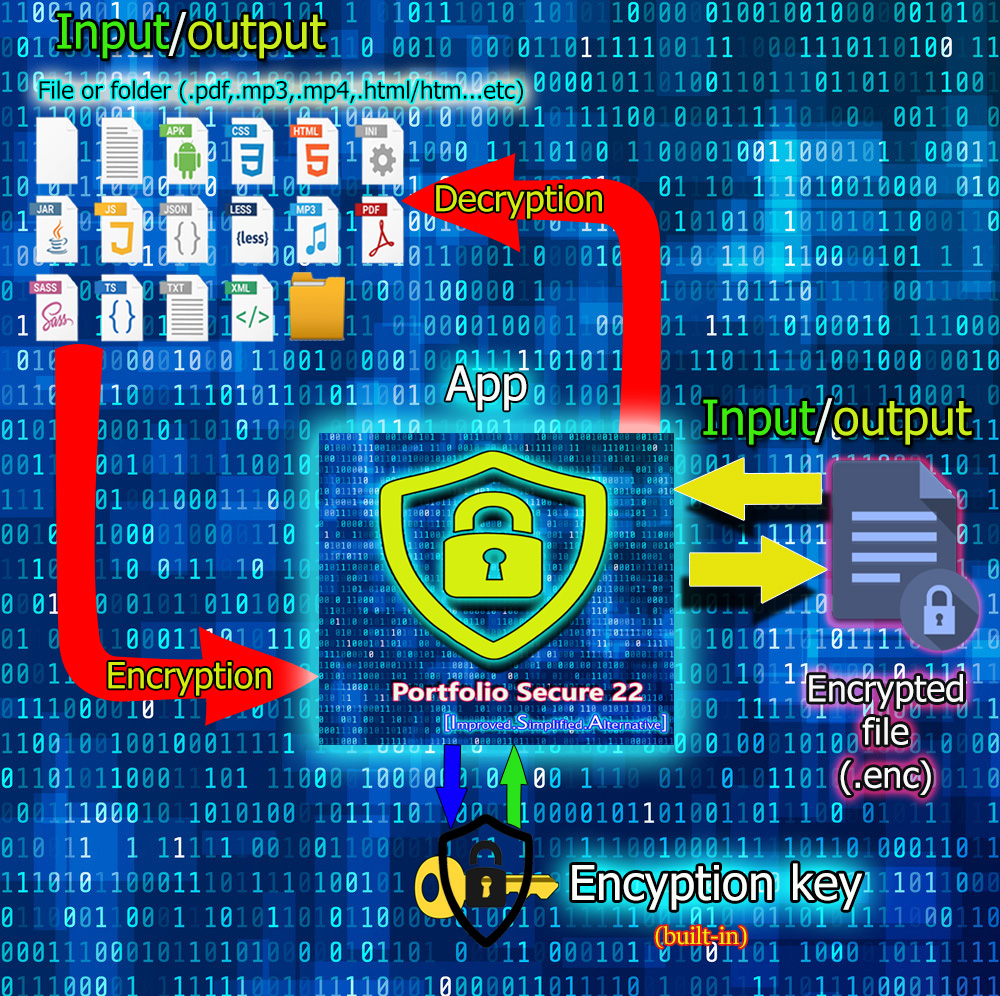 Input/output
File or folder (.pdf,.mp3,.mp4,.html/htm...etc)
APK
CSS
HTML
INI
JAR
JS
JSON
LESS
{less}
MP3
PDF
SASS
Sass
TS
TXT
XML
Decryption
App
Input/output
Encryption
Portfolio Secure 22
[Improved.Simplified.Alternative]
Encrypted
file
(.enc)
Encyption key
(built-in)